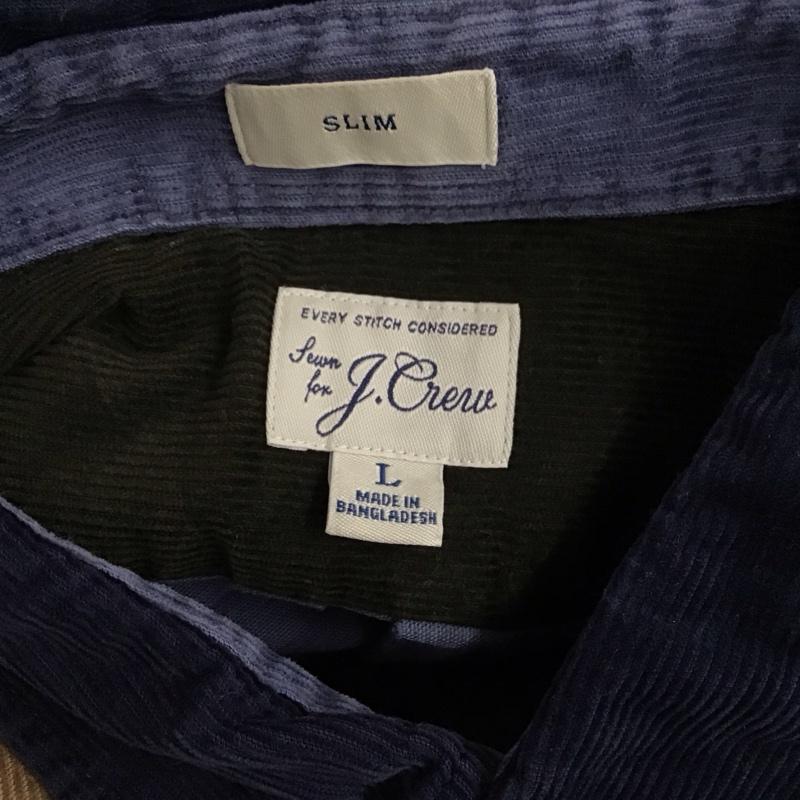 SLIM
EVERY STITCH CONSIDERED
Sewn
for J.Crew
L
MADE IN
BANGLADESH